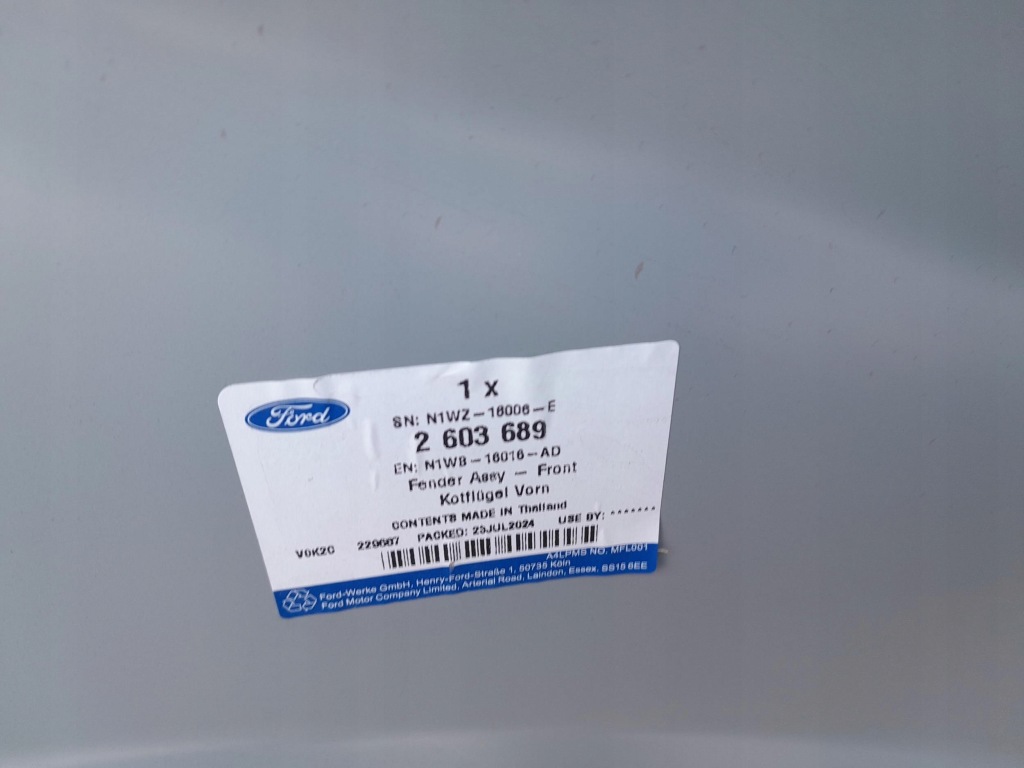 Ford
1 x
SN: N1WZ-16006-E
2 603 689
EN: N1WB-16016-AD
Fender Assy - Front
Kotflügel Vorn
CONTENTS MADE IN Thailand
V0K2C 229687 PACKED: 23JUL2024 USE BY: *******
A4LPMS NO. MFL001
Ford-Werke GmbH, Henry-Ford-Straße 1, 50735 Köln
Ford Motor Company Limited, Arterial Road, Laindon, Essex, SS15 6EE